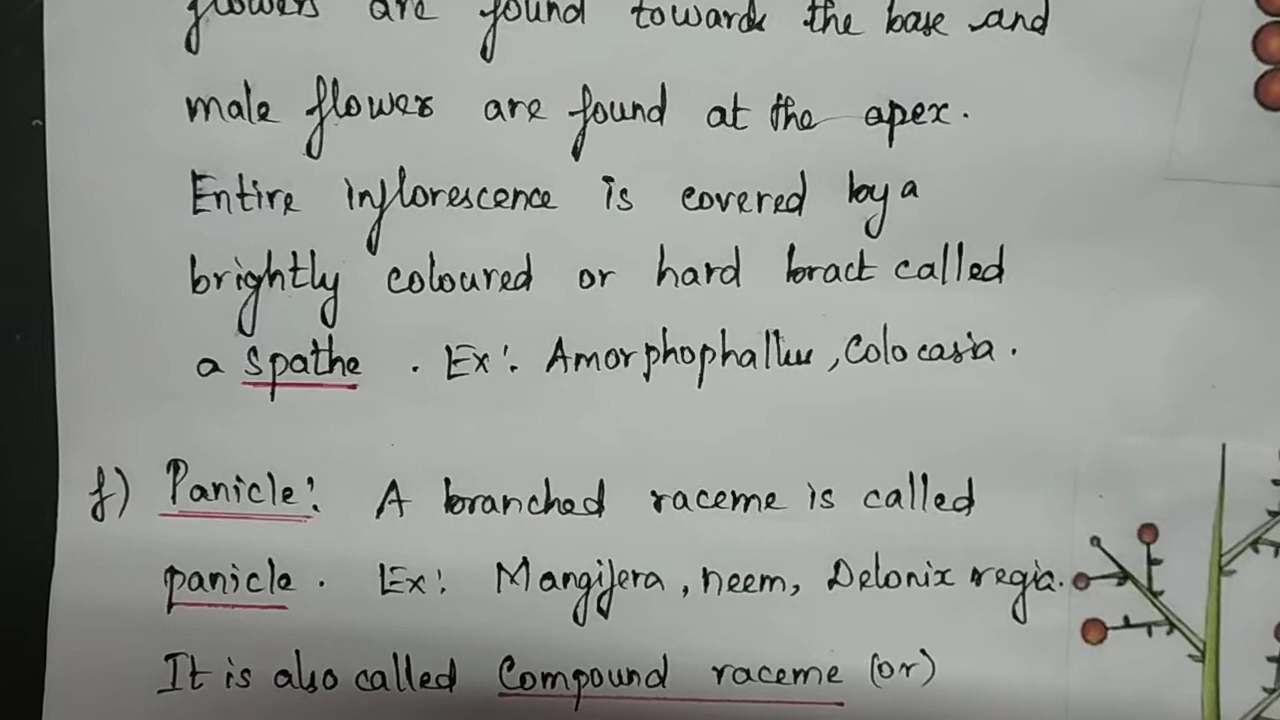 flowers are found towards the base and
male flowers are found at the apex.
Entire inflorescence is covered by a
brightly coloured or hard bract called
a Spathe . Ex: Amorphophallus, Colocasia.
f) Panicle: A branched raceme is called
panicle. Ex: Mangifera, neem, Delonix regia.
It is also called Compound raceme (or)